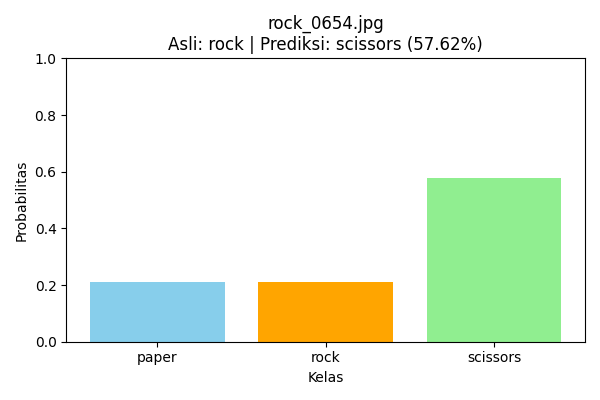 rock_0654.jpg
Asli: rock | Prediksi: scissors (57.62%)
1.0
0.8
0.6
0.4
0.2
0.0
Probabilitas
paper
rock
scissors
Kelas